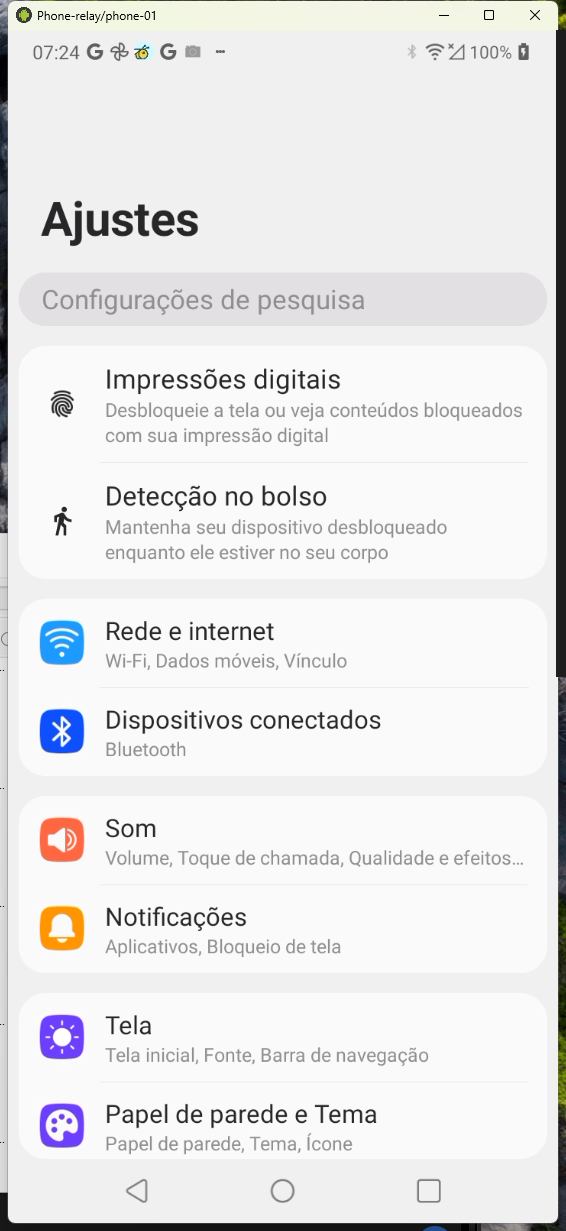 Phone-relay/phone-01
07:24
100%
Ajustes
Configurações de pesquisa
Impressões digitais
Desbloqueie a tela ou veja conteúdos bloqueados
com sua impressão digital
Detecção no bolso
Mantenha seu dispositivo desbloqueado
enquanto ele estiver no seu corpo
Rede e internet
Wi-Fi, Dados móveis, Vínculo
Dispositivos conectados
Bluetooth
Som
Volume, Toque de chamada, Qualidade e efeitos...
Notificações
Aplicativos, Bloqueio de tela
Tela
Tela inicial, Fonte, Barra de navegação
Papel de parede e Tema
Papel de parede, Tema, Ícone